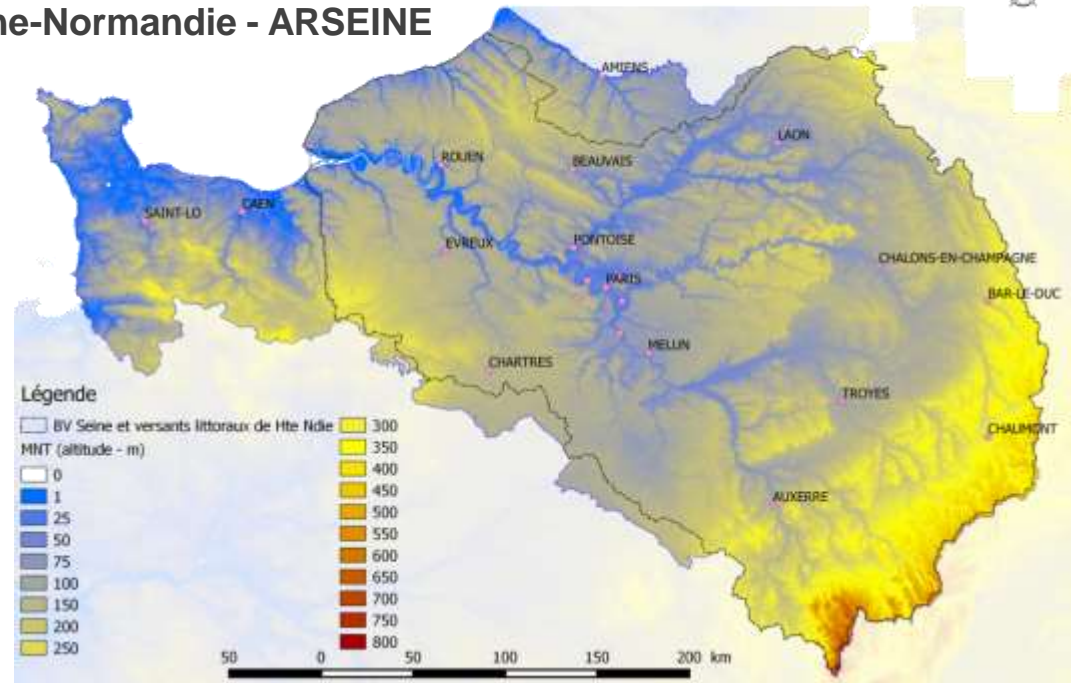 ne-Normandie - ARSEINE
AMIENS
LAON
ROUEN
BEAUVAIS
SAINT-LO
CAEN
EVREUX
PONTOISE
CHALONS-EN-CHAMPAGNE
PARIS
BAR-LE-DUC
MELUN
CHARTRES
TROYES
CHAUMONT
AUXERRE
Légende
BV Seine et versants littoraux de Hte Ndie
MNT (altitude - m)
0
1
25
50
75
100
150
200
250
300
350
400
450
500
550
600
650
700
750
800
50 0 50 100 150 200 km